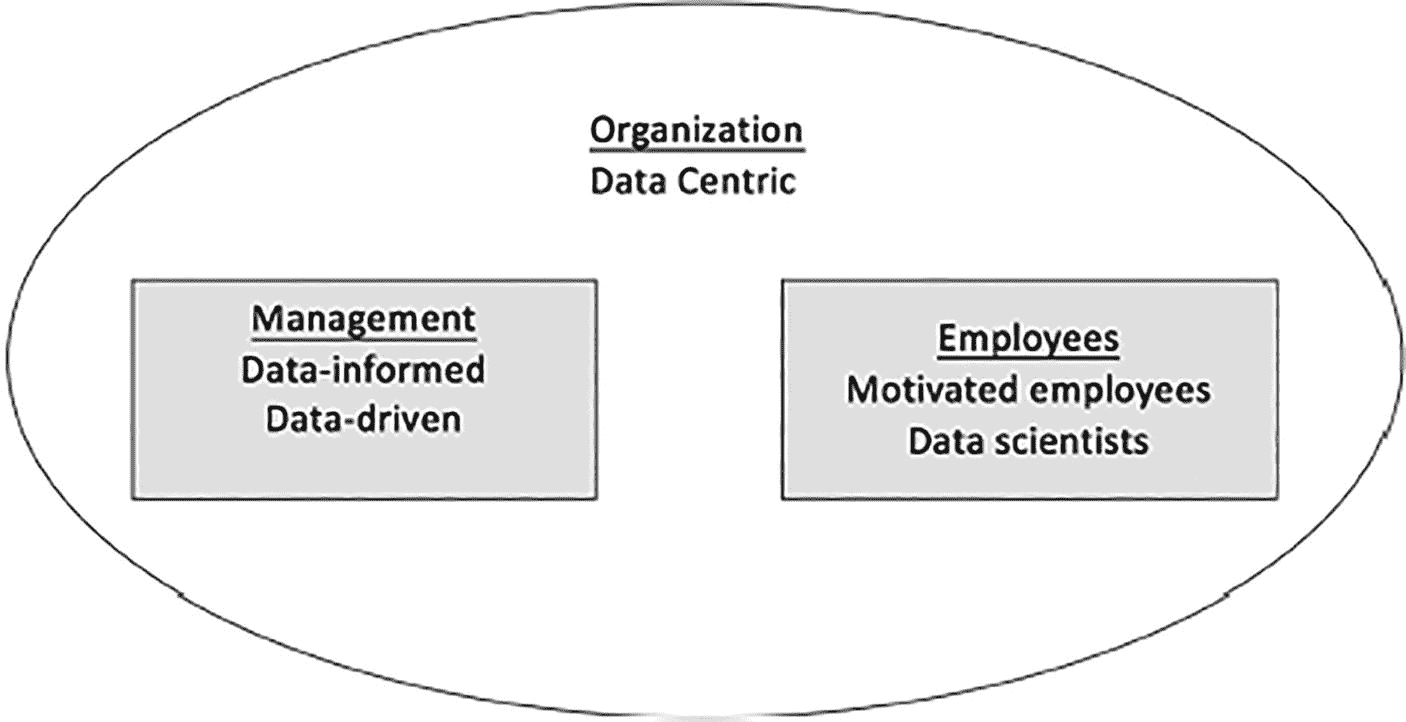 Organization
Data Centric
Management
Data-informed
Data-driven
Employees
Motivated employees
Data scientists